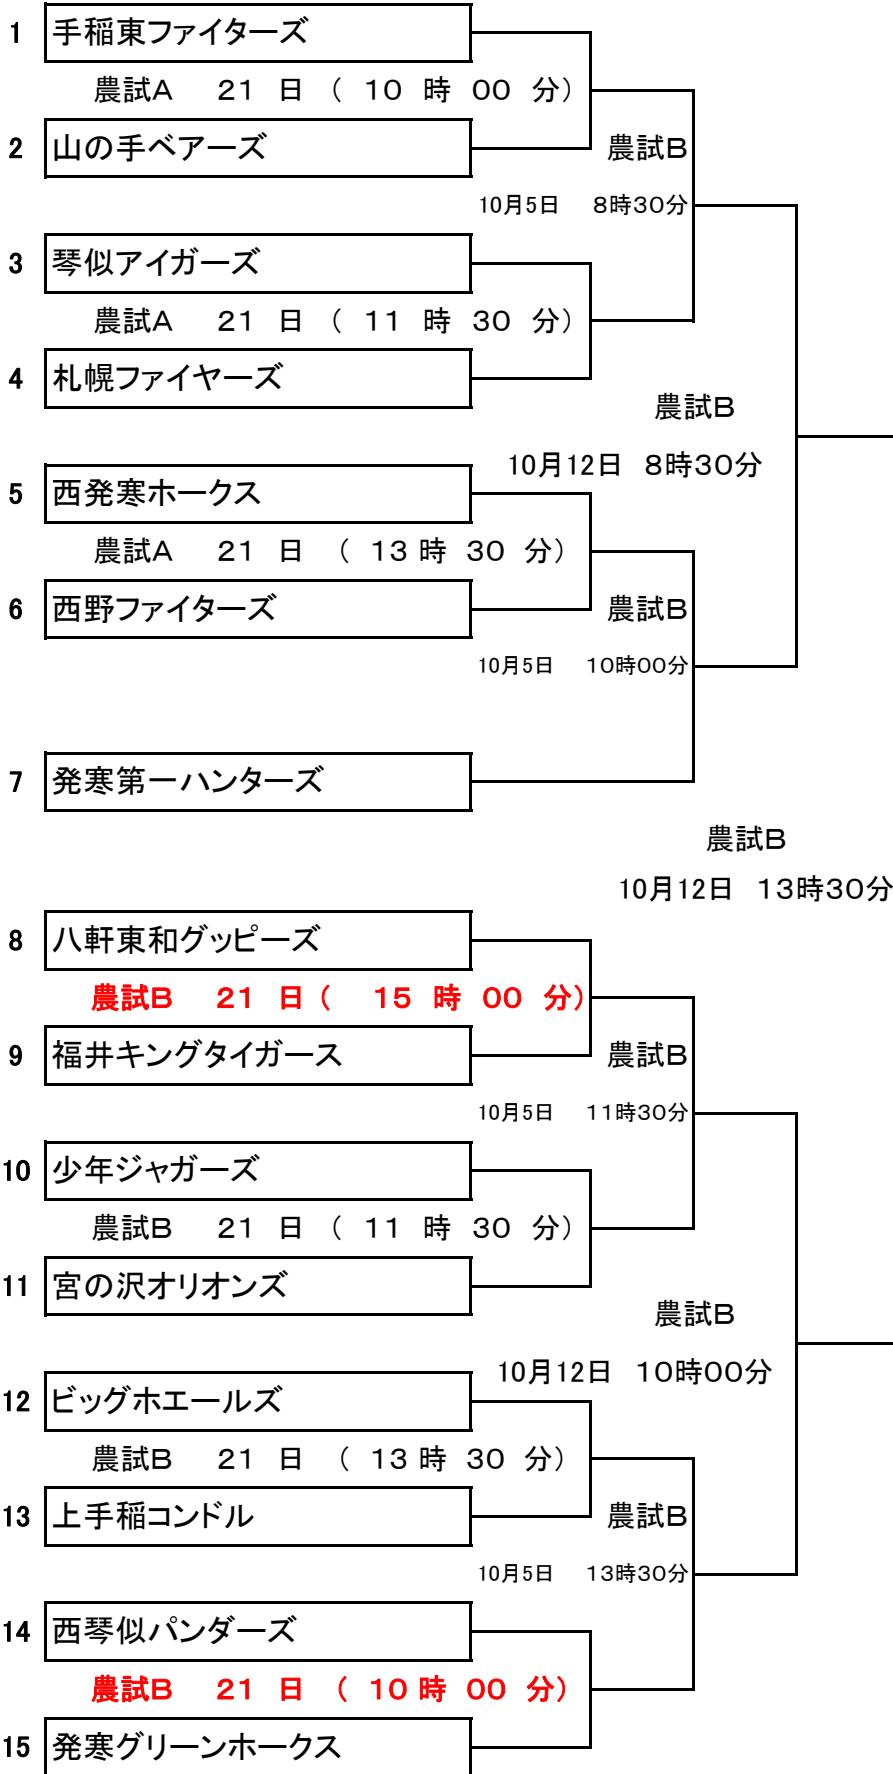 1 手稲東ファイターズ
農試A 21 日 ( 10 時 00 分)
2 山の手ベアーズ
農試B
10月5日 8時30分
3 琴似アイガーズ
農試A 21 日 ( 11 時 30 分)
4 札幌ファイヤーズ
農試B
10月12日 8時30分
5 西発寒ホークス
農試A 21 日 ( 13 時 30 分)
6 西野ファイターズ
農試B
10月5日 10時00分
7 発寒第一ハンターズ
農試B
10月12日 13時30分
8 八軒東和グッピーズ
農試B 21 日 ( 15 時 00 分)
9 福井キングタイガース
農試B
10月5日 11時30分
10 少年ジャガーズ
農試B 21 日 ( 11 時 30 分)
11 宮の沢オリオンズ
農試B
10月12日 10時00分
12 ビッグホエールズ
農試B 21 日 ( 13 時 30 分)
13 上手稲コンドル
農試B
10月5日 13時30分
14 西琴似パンダーズ
農試B 21 日 ( 10 時 00 分)
15 発寒グリーンホークス